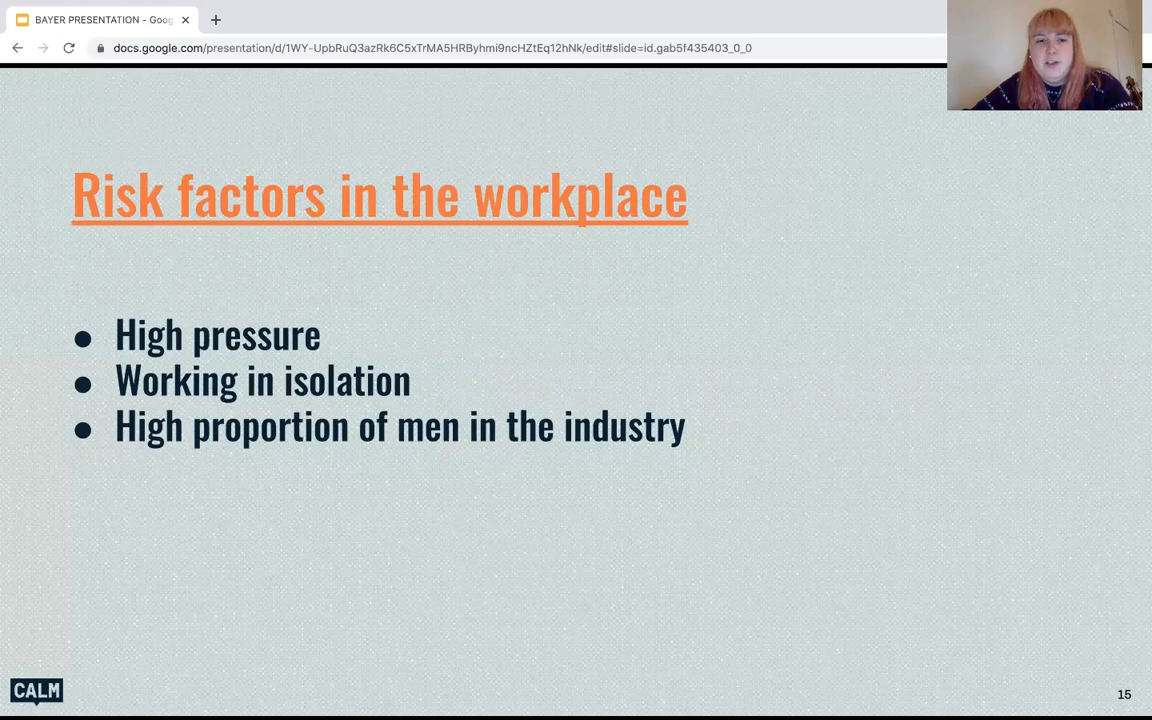 BAYER PRESENTATION - Goog
docs.google.com/presentation/d/1WY-UpbRuQ3azRk6C5xTrMA5HRByhmi9ncHZtEq12hNk/edit#slide=id.gab5f435403_0_0
Risk factors in the workplace
● High pressure
● Working in isolation
● High proportion of men in the industry
CALM
15